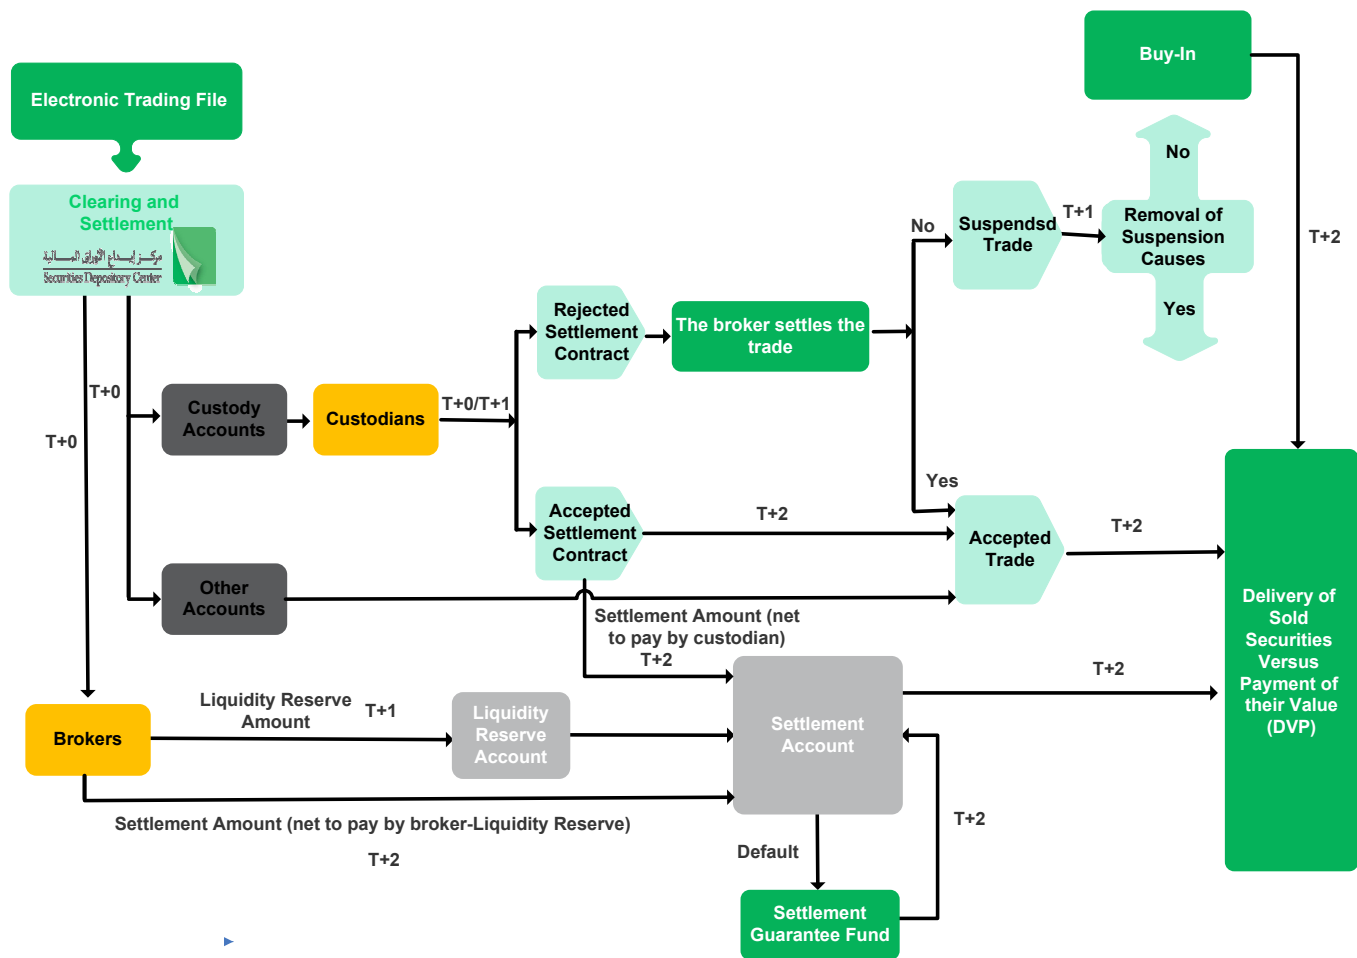 Electronic Trading File
Clearing and
Settlement
مركز إيداع الأوراق المالية
Securities Depository Center
T+0
T+0
Custody
Accounts
Custodians
T+0/T+1
Other
Accounts
Rejected
Settlement
Contract
The broker settles the
trade
Accepted
Settlement
Contract
T+2
No
Yes
Suspendsd
Trade
T+1
Removal of
Suspension
Causes
No
Yes
Buy-In
T+2
Accepted
Trade
T+2
Settlement Amount (net
to pay by custodian)
T+2
Brokers
Liquidity Reserve
Amount
T+1
Liquidity
Reserve
Account
Settlement
Account
T+2
Settlement Amount (net to pay by broker-Liquidity Reserve)
T+2
Default
T+2
Settlement
Guarantee Fund
Delivery of
Sold
Securities
Versus
Payment of
their Value
(DVP)